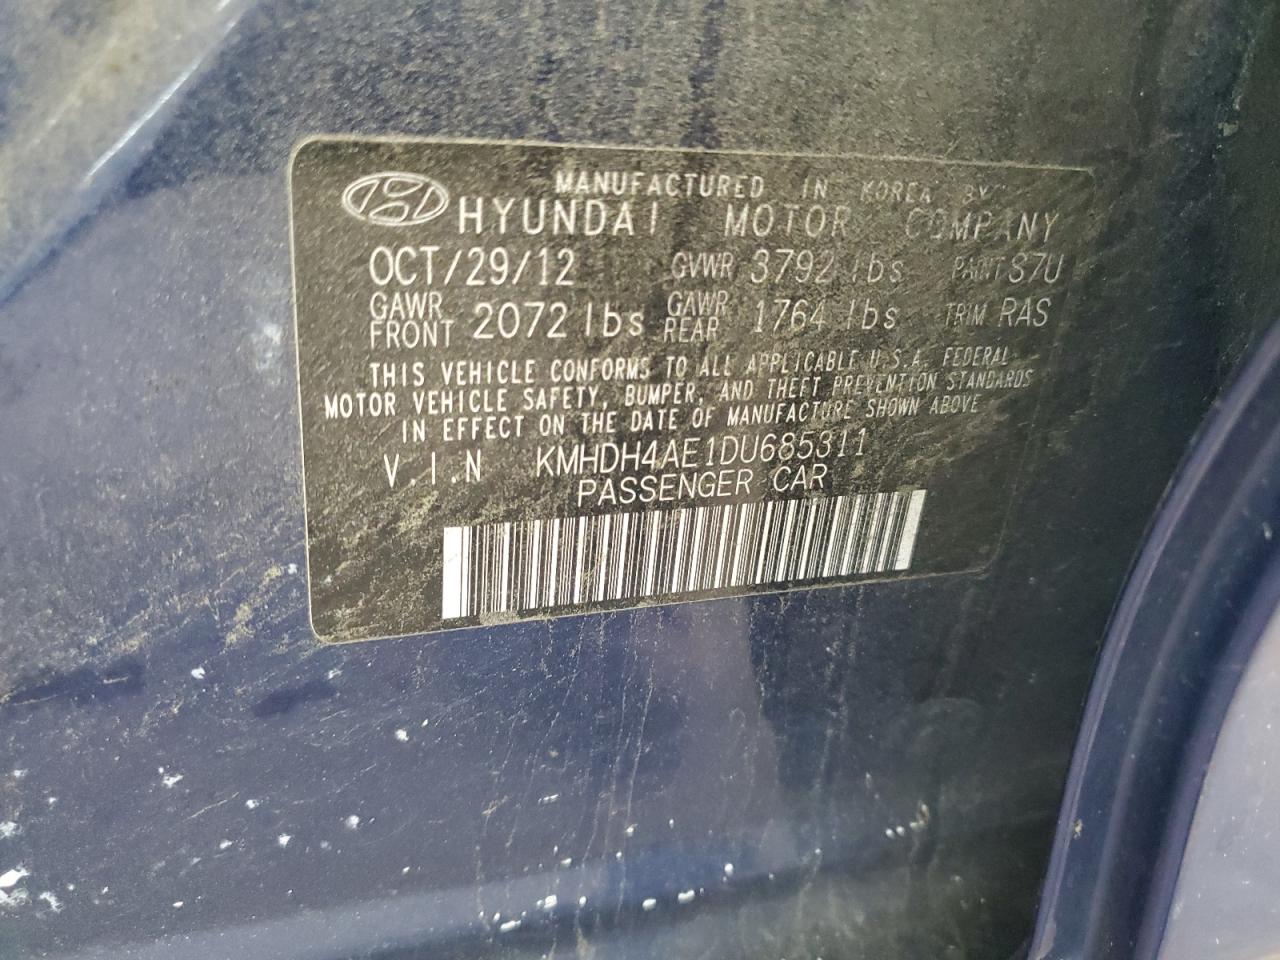 MANUFACTURED IN KOREA BY
HYUNDAI MOTOR COMPANY
OCT/29/12 GVWR 3792 lbs PAINT S7U
GAWR FRONT 2072 lbs GAWR REAR 1764 lbs TRIM RAS
THIS VEHICLE CONFORMS TO ALL APPLICABLE U.S.A. FEDERAL
MOTOR VEHICLE SAFETY, BUMPER, AND THEFT PREVENTION STANDARDS
IN EFFECT ON THE DATE OF MANUFACTURE SHOWN ABOVE
V.I.N KMHDH4AE1DU685311
PASSENGER CAR